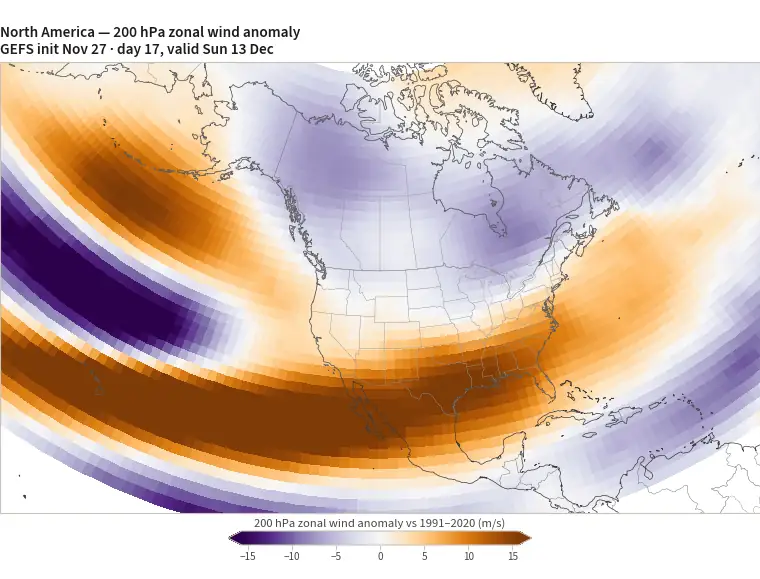 North America — 200 hPa zonal wind anomaly
GEFS init Nov 27 · day 17, valid Sun 13 Dec
200 hPa zonal wind anomaly vs 1991–2020 (m/s)
−15 −10 −5 0 5 10 15